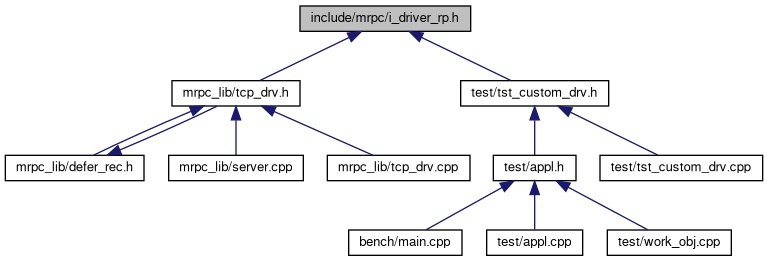 include/mrpc/i_driver_rp.h
mrpc_lib/tcp_drv.h
test/tst_custom_drv.h
mrpc_lib/defer_rec.h
mrpc_lib/server.cpp
mrpc_lib/tcp_drv.cpp
test/appl.h
test/tst_custom_drv.cpp
bench/main.cpp
test/appl.cpp
test/work_obj.cpp